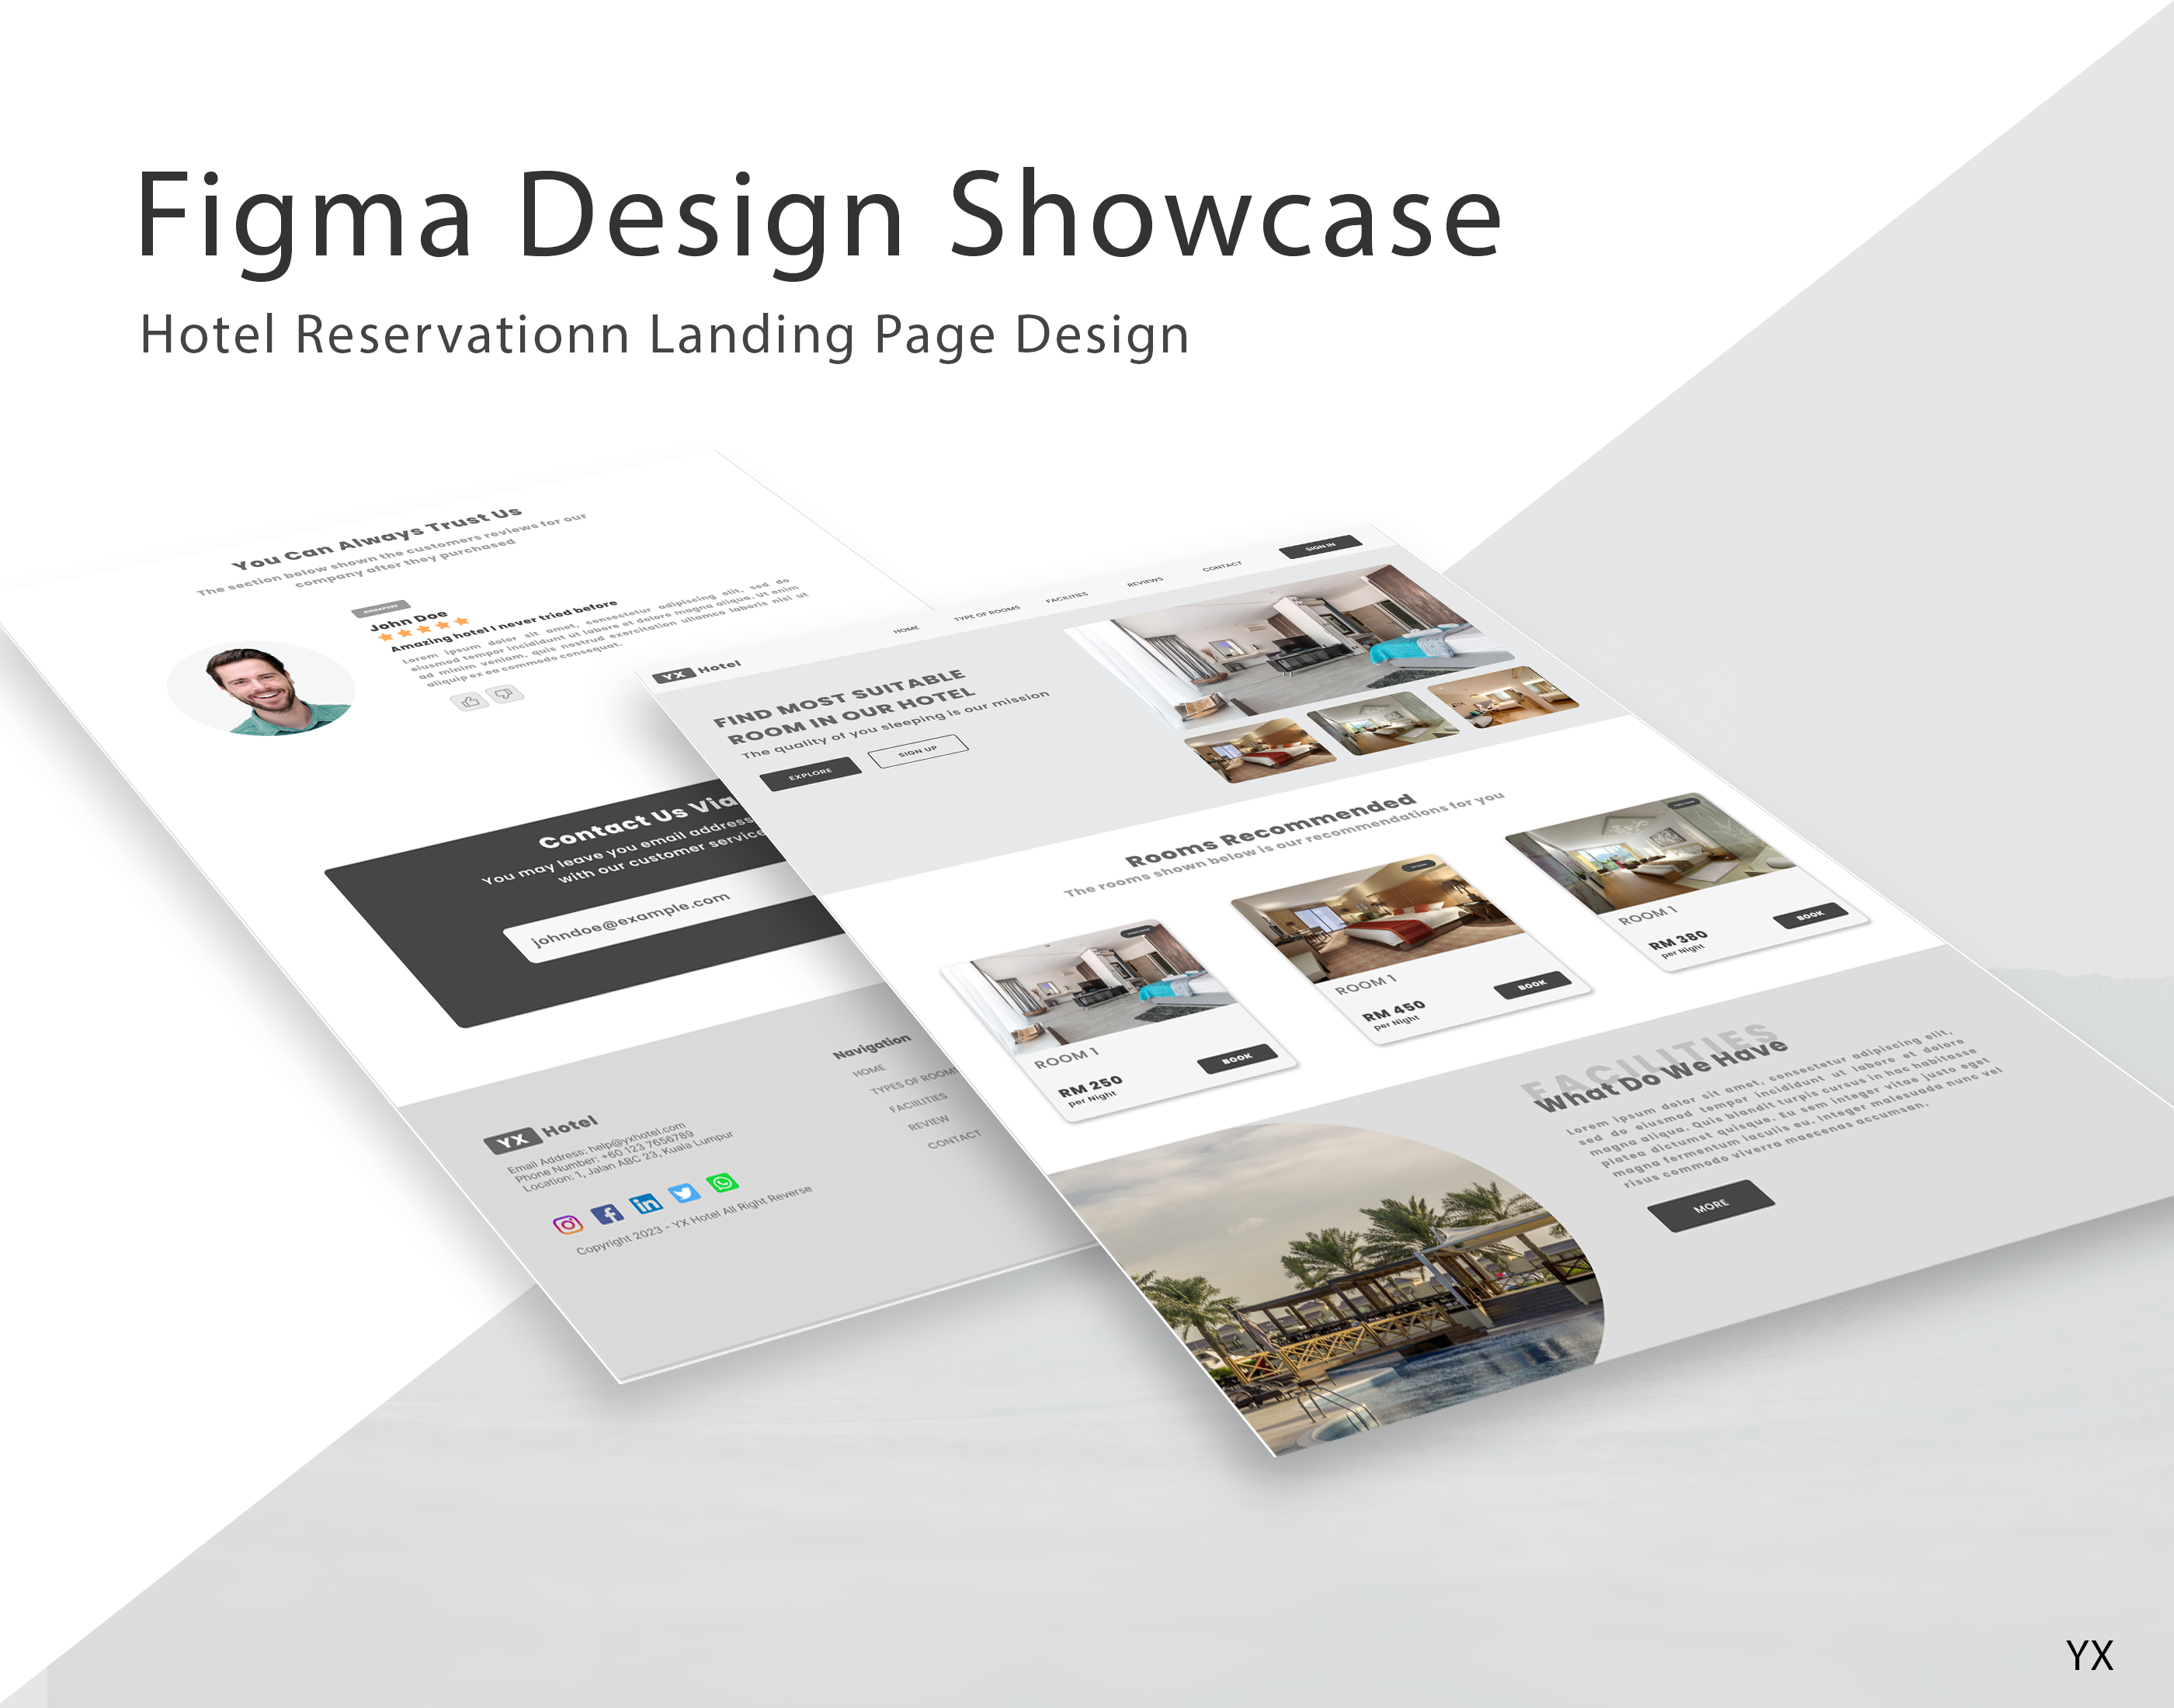 Figma Design Showcase
Hotel Reservationn Landing Page Design
You Can Always Trust Us
The section below shown the customers reviews for our
company after they purchased
SINGAPORE
John Doe
Amazing hotel I never tried before
Lorem ipsum dolor sit amet, consectetur adipiscing elit, sed do
eiusmod tempor incididunt ut labore et dolore magna aliqua. Ut enim
ad minim veniam, quis nostrud exercitation ullamco laboris nisi ut
aliquip ex ea commodo consequat.
Contact Us Via
You may leave you email address
with our customer service
johndoe@example.com
YX Hotel
Email Address: help@yxhotel.com
Phone Number: +60 123 7656789
Location: 1, Jalan ABC 23, Kuala Lumpur
in
Copyright 2023 - YX Hotel All Right Reverse
Navigation
HOME
TYPES OF ROOMS
FACIILITIES
REVIEW
CONTACT
YX Hotel
HOME
TYPE OF ROOMS
FACILITIES
REVIEWS
CONTACT
SIGN IN
FIND MOST SUITABLE
ROOM IN OUR HOTEL
The quality of you sleeping is our mission
EXPLORE
SIGN UP
Rooms Recommended
The rooms shown below is our recommendations for you
ROOM 1
RM 250
per Night
BOOK
ROOM 1
RM 450
per Night
BOOK
ROOM 1
RM 380
per Night
BOOK
FACILITIES
What Do We Have
Lorem ipsum dolor sit amet, consectetur adipiscing elit,
sed do eiusmod tempor incididunt ut labore et dolore
magna aliqua. Quis blandit turpis cursus in hac habitasse
platea dictumst quisque. Eu sem integer vitae justo eget
magna fermentum iaculis eu. Integer malesuada nunc vel
risus commodo viverra maecenas accumsan.
MORE
YX